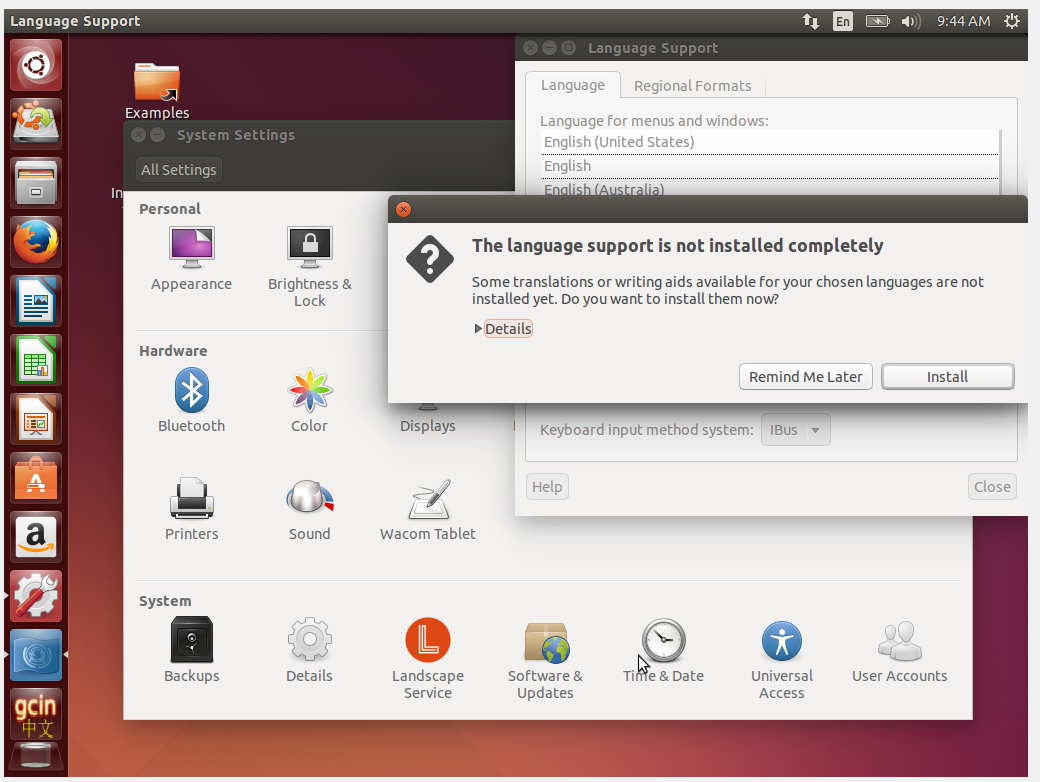 Language Support
En
9:44 AM
Examples
Language Support
Language
Regional Formats
Language for menus and windows:
English (United States)
English
English (Australia)
System Settings
All Settings
In
Personal
Appearance
Brightness &
Lock
The language support is not installed completely
Some translations or writing aids available for your chosen languages are not
installed yet. Do you want to install them now?
Details
Remind Me Later
Install
Hardware
Bluetooth
Color
Displays
Keyboard input method system:
IBus
Help
Close
Printers
Sound
Wacom Tablet
System
Backups
Details
Landscape
Service
Software &
Updates
Time & Date
Universal
Access
User Accounts
a
gcin
中文